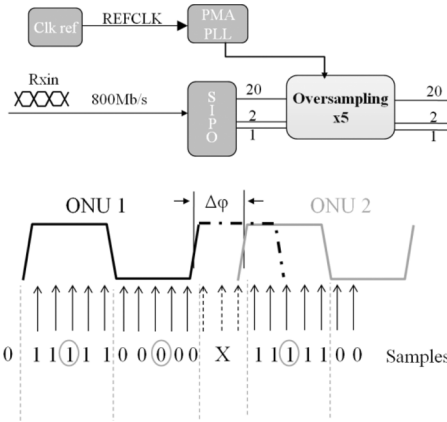 Clk ref
REFCLK
PMA
PLL
Rxin
800Mb/s
SIPO
20
2
1
Oversampling
x5
20
2
1
ONU 1
Δφ
ONU 2
0 1 1 1 1 1 0 0 0 0 0 X 1 1 1 1 1 0 0 Samples